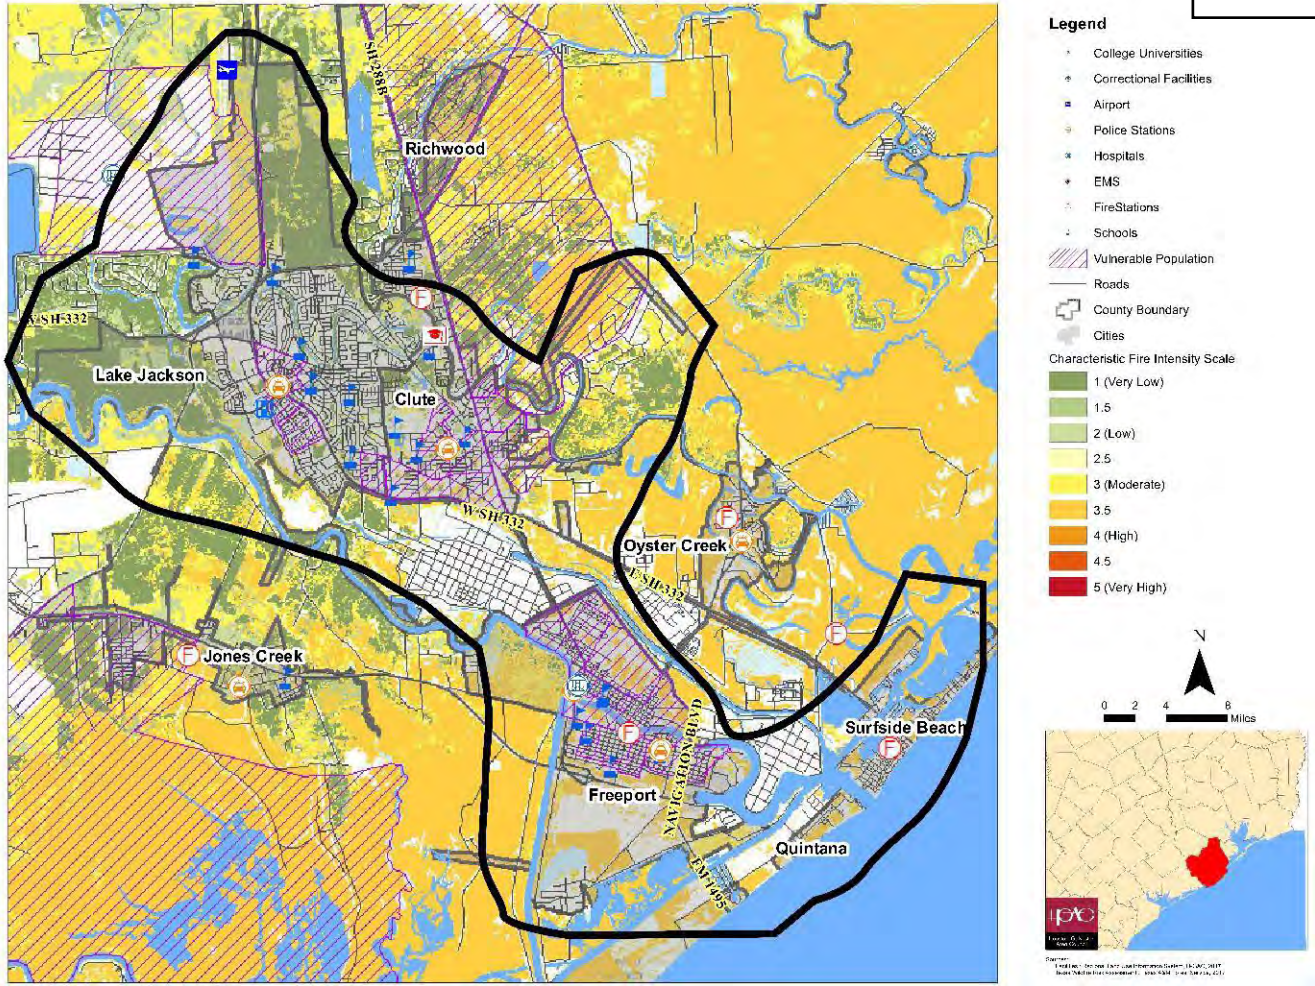 SH 288B
Richwood
SH 332
Lake Jackson
Clute
W SH 332
Oyster Creek
E SH 332
Jones Creek
Surfside Beach
NAVIGATION BLVD
Freeport
Quintana
FM 1495
Legend
College Universities
Correctional Facilities
Airport
Police Stations
Hospitals
EMS
FireStations
Schools
Vulnerable Population
Roads
County Boundary
Cities
Characteristic Fire Intensity Scale
1 (Very Low)
1.5
2 (Low)
2.5
3 (Moderate)
3.5
4 (High)
4.5
5 (Very High)
N
0 2 4 8
Miles
Area Council
Sources: